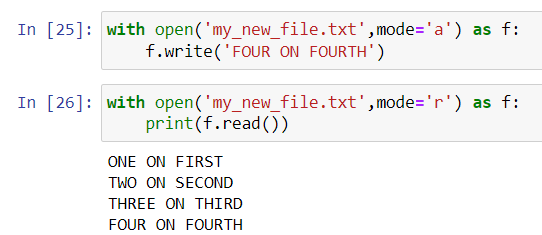 In [25]: with open('my_new_file.txt',mode='a') as f:
    f.write('FOUR ON FOURTH')
In [26]: with open('my_new_file.txt',mode='r') as f:
    print(f.read())
ONE ON FIRST
TWO ON SECOND
THREE ON THIRD
FOUR ON FOURTH